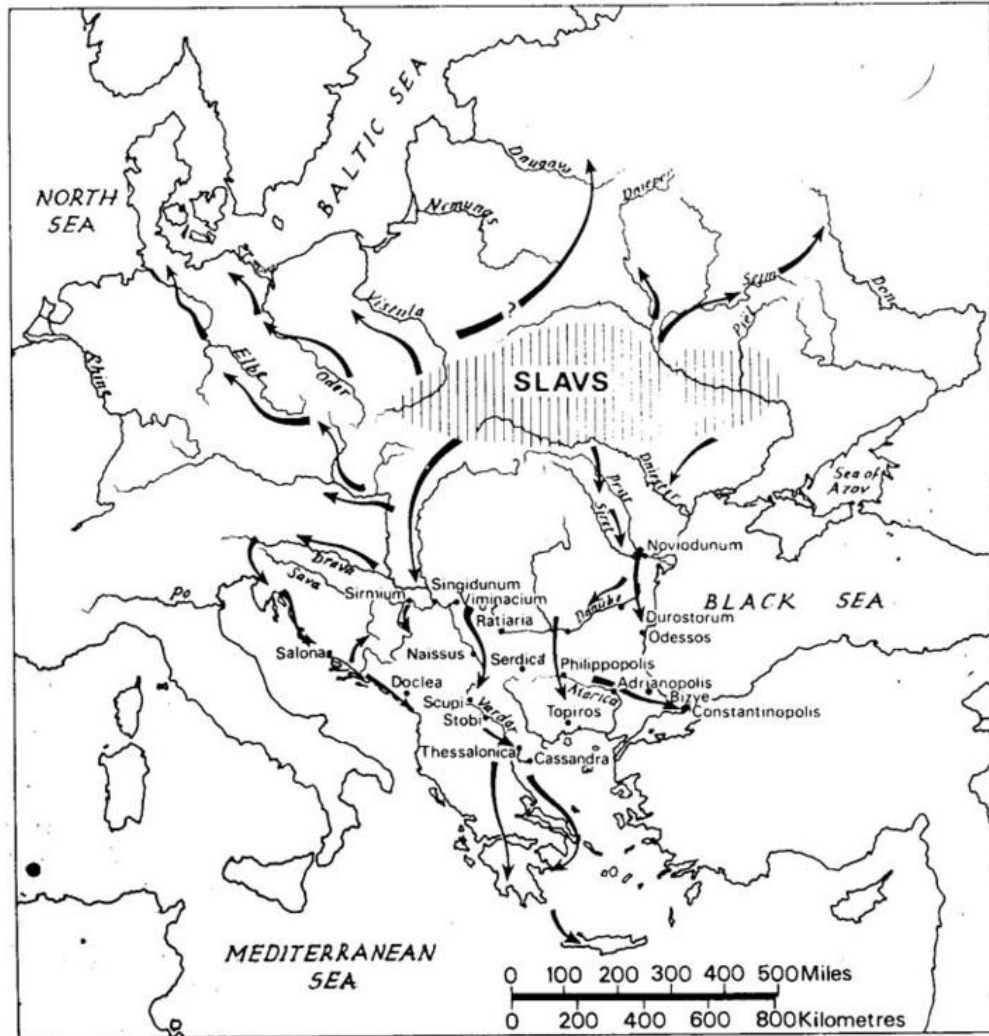 BALTIC SEA
NORTH
SEA
Daugava
Dnieper
Nemunas
Seim
Don
Vistula
?
Psel
Rhine
Elbe
Oder
SLAVS
Dniester
Prut
Siret
Sea of
Azov
Noviodunum
Drava
Sava
Po
Singidunum
Sirmium
Viminacium
Danube
BLACK SEA
Ratiaria
Durostorum
Odessos
Salona
Naissus
Serdica
Philippopolis
Adrianopolis
Doclea
Marica
Bizye
Scupi
Vardar
Topiros
Constantinopolis
Stobi
Thessalonica
Cassandra
MEDITERRANEAN
SEA
0 100 200 300 400 500 Miles
0 200 400 600 800 Kilometres